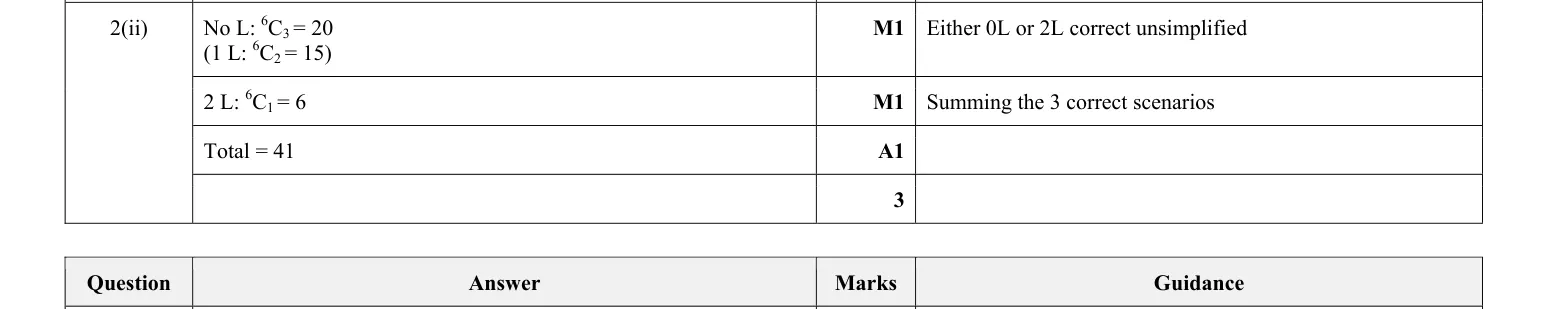 2(ii) No L: ⁶C₃ = 20 M1 Either 0L or 2L correct unsimplified
(1 L: ⁶C₂ = 15)
2 L: ⁶C₁ = 6 M1 Summing the 3 correct scenarios
Total = 41 A1
3
Question Answer Marks Guidance